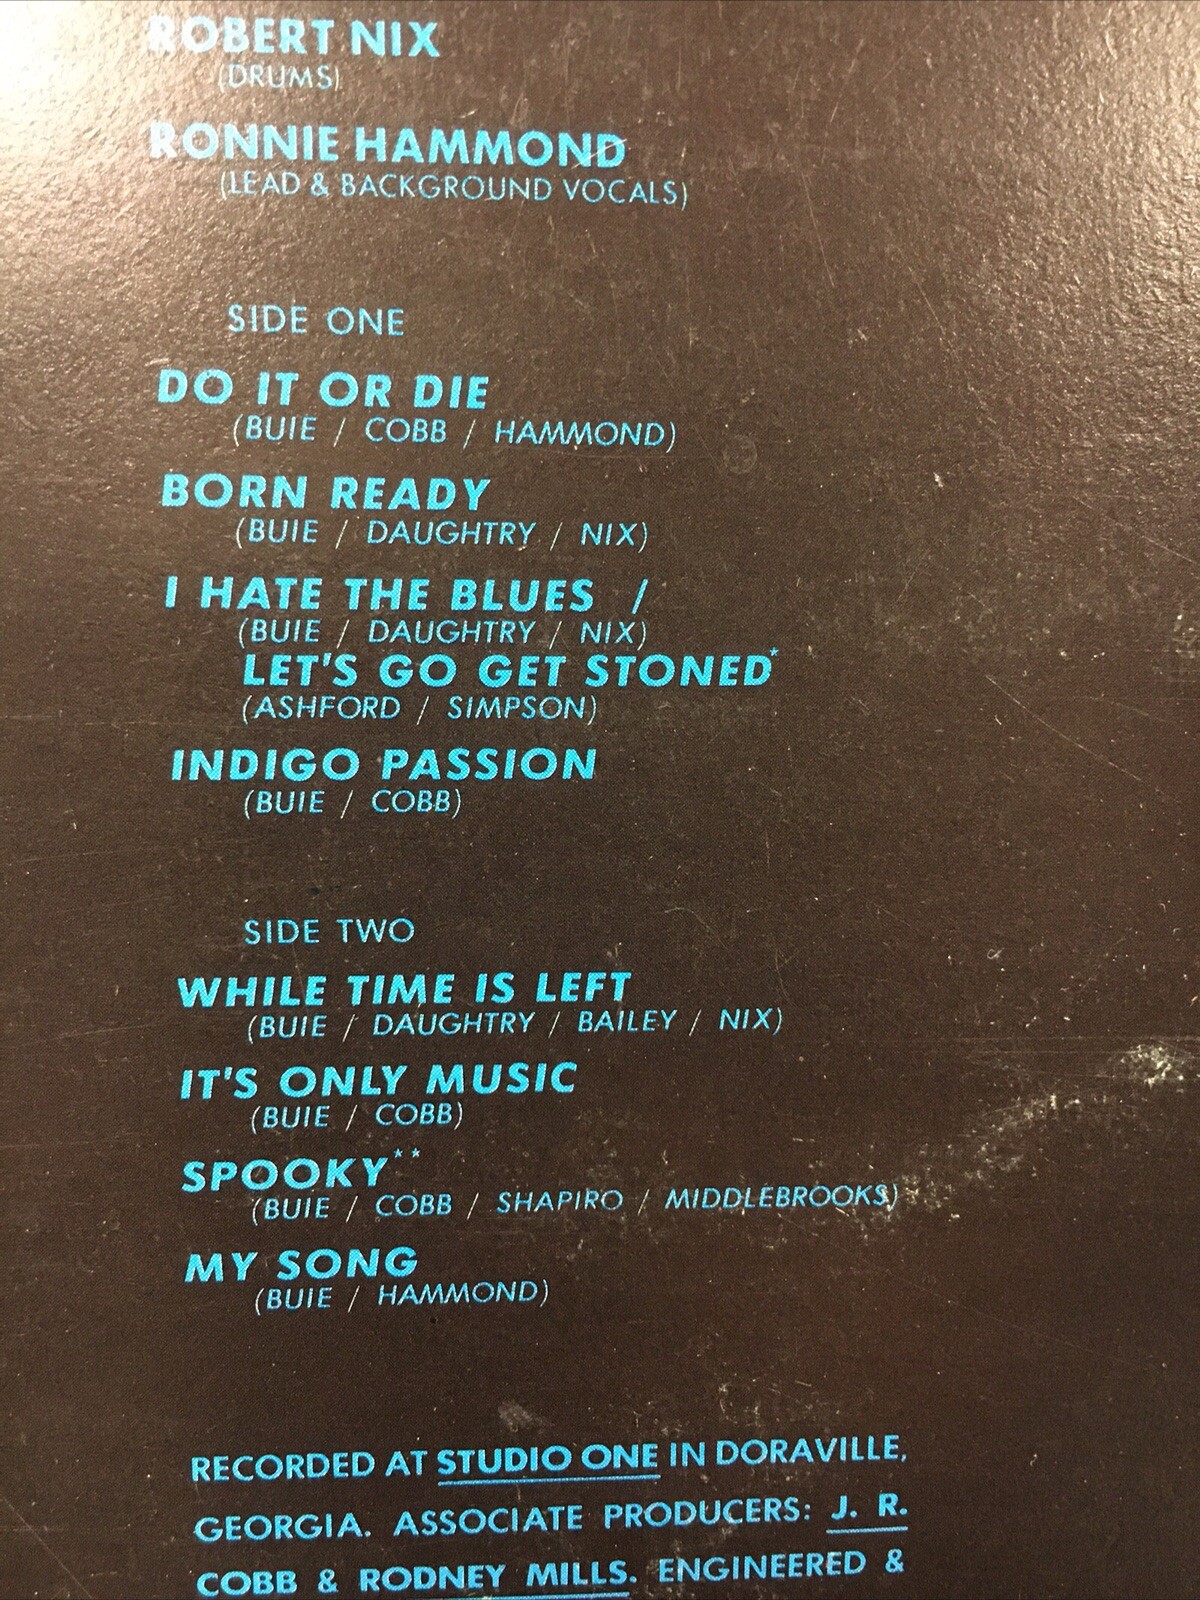 ROBERT NIX
(DRUMS)
RONNIE HAMMOND
(LEAD & BACKGROUND VOCALS)
SIDE ONE
DO IT OR DIE
(BUIE / COBB / HAMMOND)
BORN READY
(BUIE / DAUGHTRY / NIX)
I HATE THE BLUES /
(BUIE / DAUGHTRY / NIX)
LET'S GO GET STONED*
(ASHFORD / SIMPSON)
INDIGO PASSION
(BUIE / COBB)
SIDE TWO
WHILE TIME IS LEFT
(BUIE / DAUGHTRY / BAILEY / NIX)
IT'S ONLY MUSIC
(BUIE / COBB)
SPOOKY**
(BUIE / COBB / SHAPIRO / MIDDLEBROOKS)
MY SONG
(BUIE / HAMMOND)
RECORDED AT STUDIO ONE IN DORAVILLE,
GEORGIA. ASSOCIATE PRODUCERS: J. R.
COBB & RODNEY MILLS. ENGINEERED &